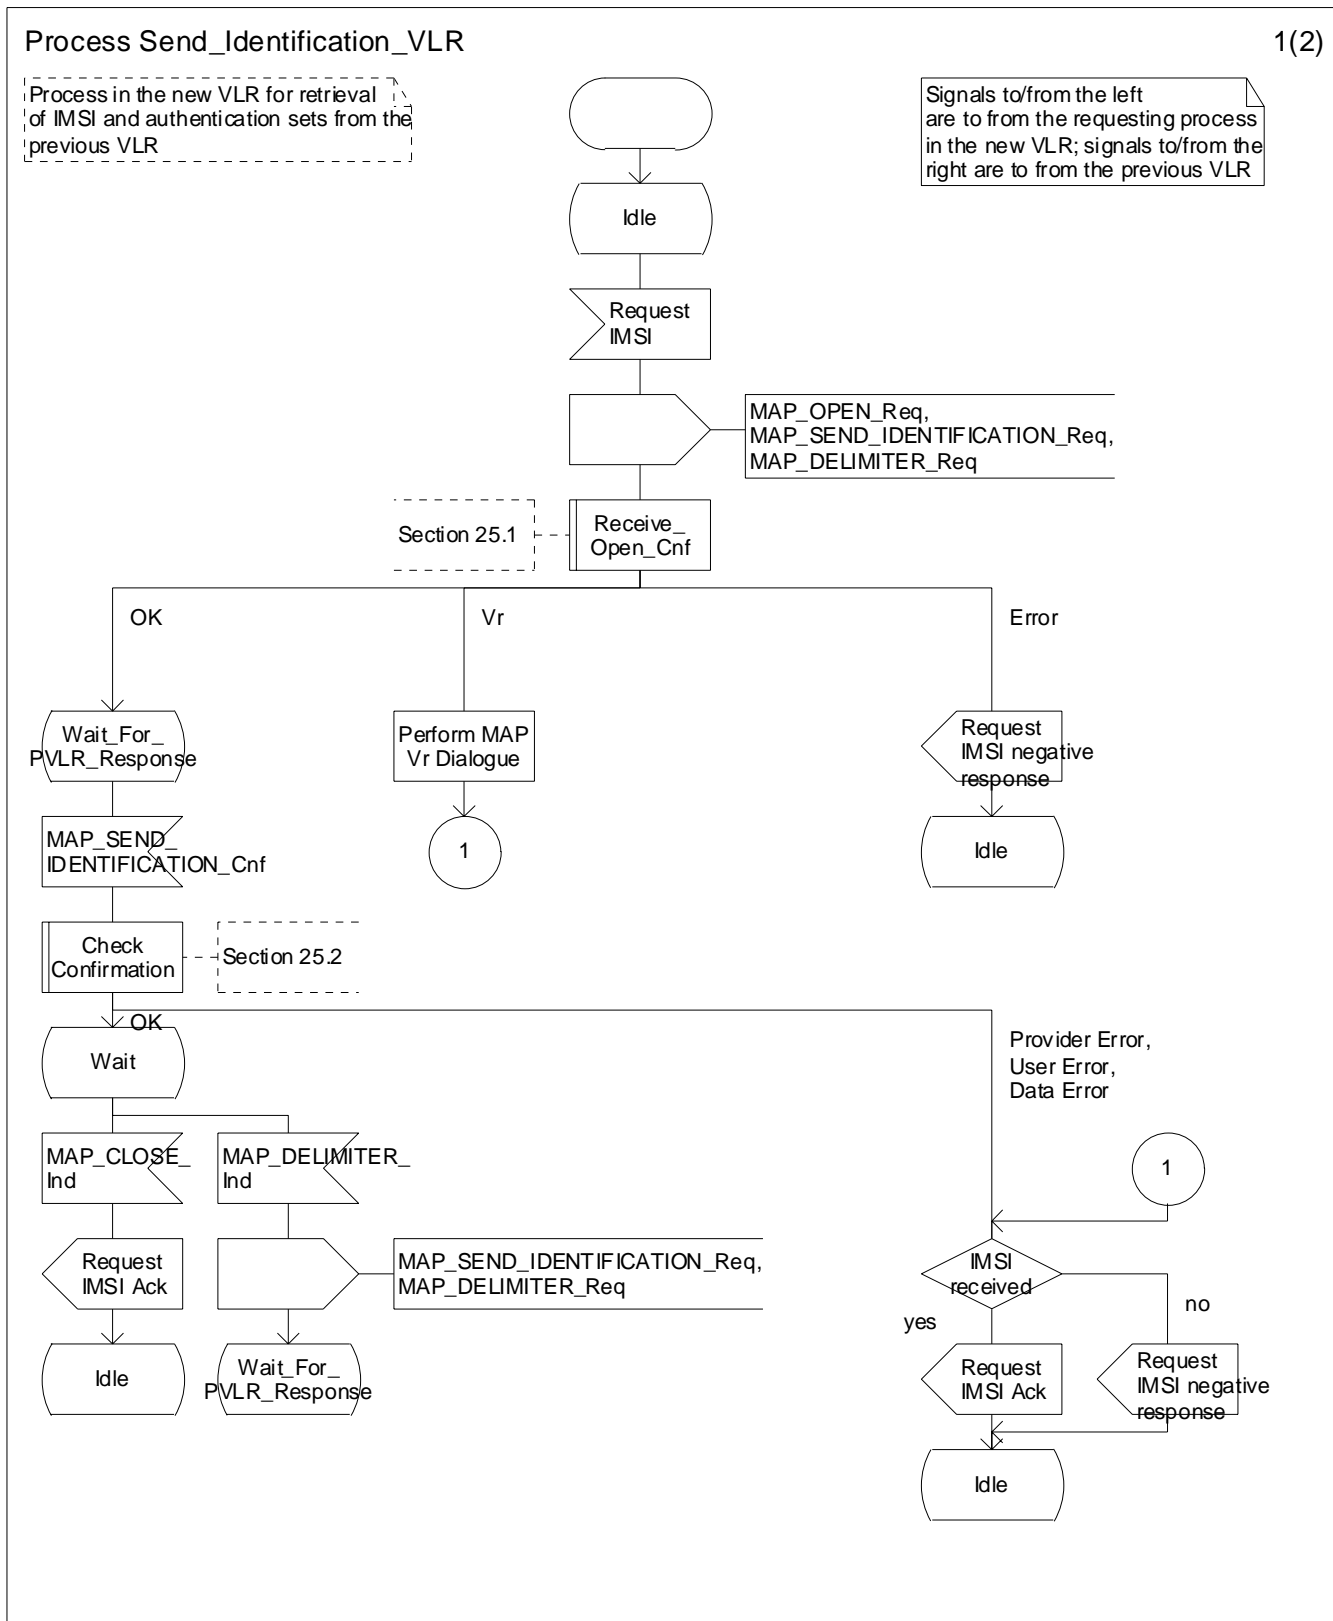 Process Send_Identification_VLR
1(2)
Process in the new VLR for retrieval
of IMSI and authentication sets from the
previous VLR
Signals to/from the left
are to from the requesting process
in the new VLR; signals to/from the
right are to from the previous VLR
Idle
Request
IMSI
MAP_OPEN_Req,
MAP_SEND_IDENTIFICATION_Req,
MAP_DELIMITER_Req
Section 25.1
Receive_
Open_Cnf
OK
Vr
Error
Wait_For_
PVLR_Response
Perform MAP
Vr Dialogue
Request
IMSI negative
response
MAP_SEND_
IDENTIFICATION_Cnf
1
Idle
Check
Confirmation
Section 25.2
OK
Wait
Provider Error,
User Error,
Data Error
MAP_CLOSE_
Ind
MAP_DELIMITER_
Ind
1
Request
IMSI Ack
MAP_SEND_IDENTIFICATION_Req,
MAP_DELIMITER_Req
IMSI
received
yes
no
Idle
Wait_For_
PVLR_Response
Request
IMSI Ack
Request
IMSI negative
response
Idle